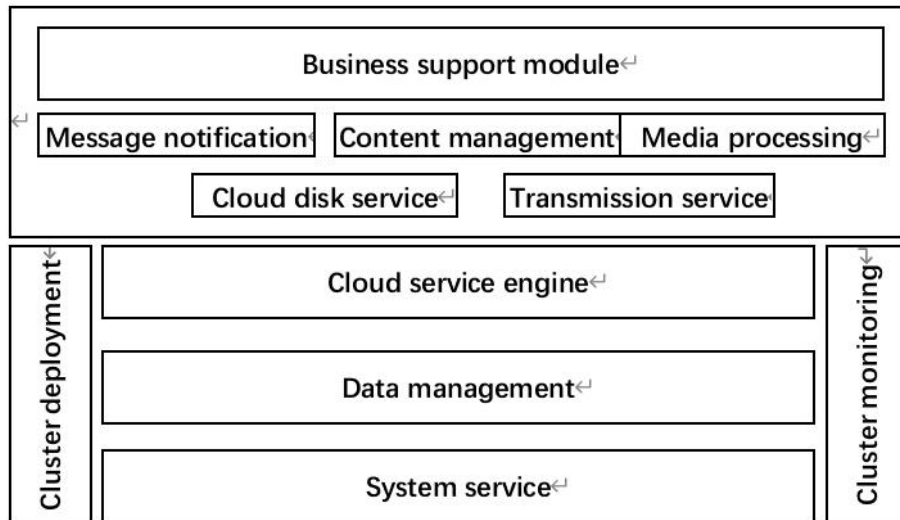 Business support module
Message notification
Content management
Media processing
Cloud disk service
Transmission service
Cluster deployment
Cloud service engine
Data management
System service
Cluster monitoring